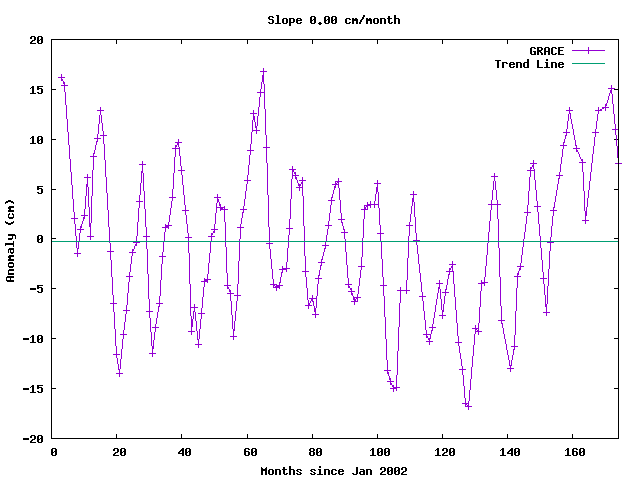 Slope 0.00 cm/month
GRACE
Trend Line
20
15
10
5
0
-5
-10
-15
-20
Anomaly (cm)
0 20 40 60 80 100 120 140 160
Months since Jan 2002